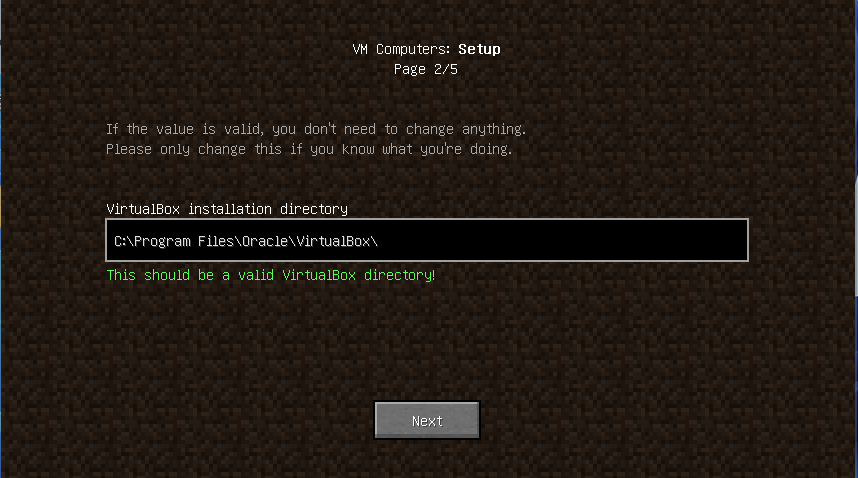 VM Computers: Setup
Page 2/5
If the value is valid, you don't need to change anything.
Please only change this if you know what you're doing.
VirtualBox installation directory
C:\Program Files\Oracle\VirtualBox\
This should be a valid VirtualBox directory!
Next